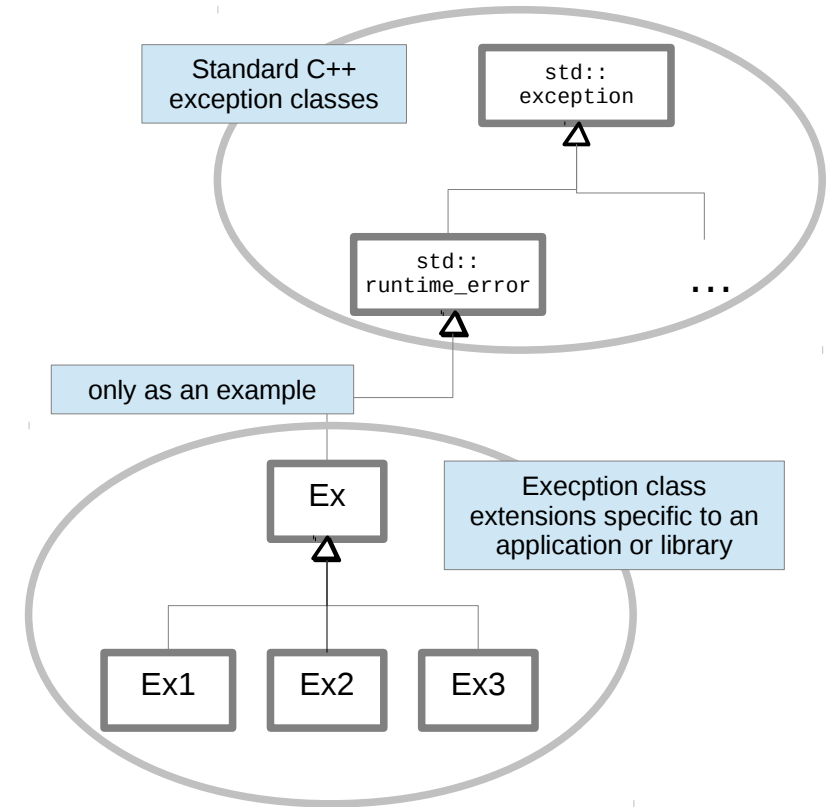 Standard C++
exception classes
std::
exception
std::
runtime_error
...
only as an example
Ex
Execption class
extensions specific to an
application or library
Ex1
Ex2
Ex3